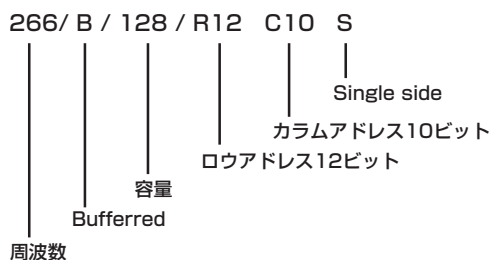 266/ B / 128 / R12 C10 S
Single side
カラムアドレス10ビット
ロウアドレス12ビット
容量
Bufferred
周波数